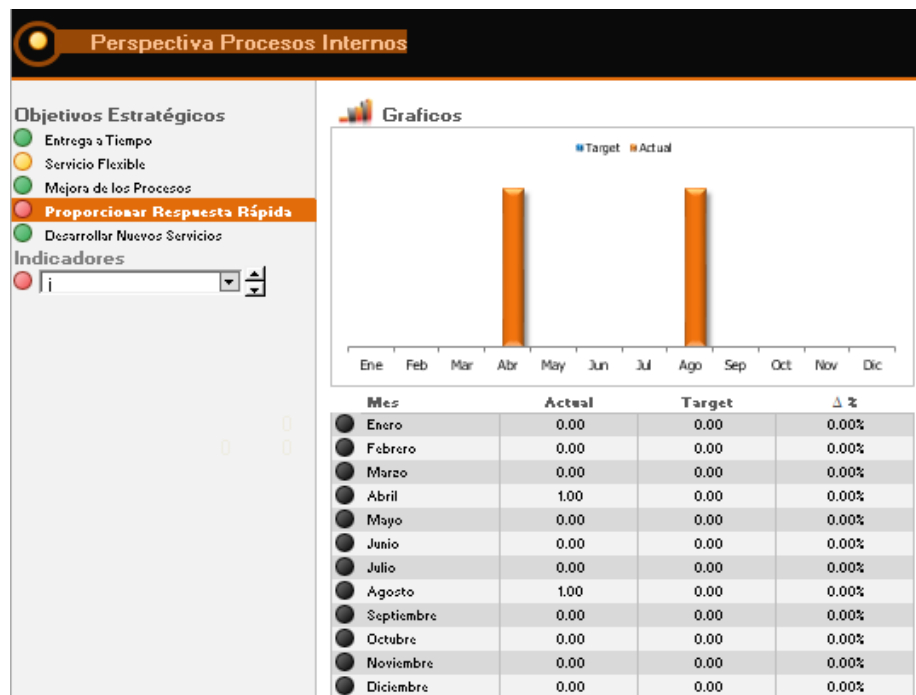 Perspectiva Procesos Internos
Objetivos Estratégicos
Entrega a Tiempo
Servicio Flexible
Mejora de los Procesos
Proporcionar Respuesta Rápida
Desarrollar Nuevos Servicios
Indicadores
i
0
0 0
Graficos
Target Actual
Ene Feb Mar Abr May Jun Jul Ago Sep Oct Nov Dic
Mes Actual Target Δ %
Enero 0.00 0.00 0.00%
Febrero 0.00 0.00 0.00%
Marzo 0.00 0.00 0.00%
Abril 1.00 0.00 0.00%
Mayo 0.00 0.00 0.00%
Junio 0.00 0.00 0.00%
Julio 0.00 0.00 0.00%
Agosto 1.00 0.00 0.00%
Septiembre 0.00 0.00 0.00%
Octubre 0.00 0.00 0.00%
Noviembre 0.00 0.00 0.00%
Diciembre 0.00 0.00 0.00%